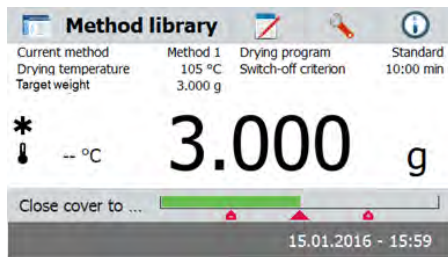 Method library
Current method Method 1 Drying program Standard
Drying temperature 105 °C Switch-off criterion 10:00 min
Target weight 3.000 g
-- °C 3.000 g
Close cover to ...
15.01.2016 - 15:59